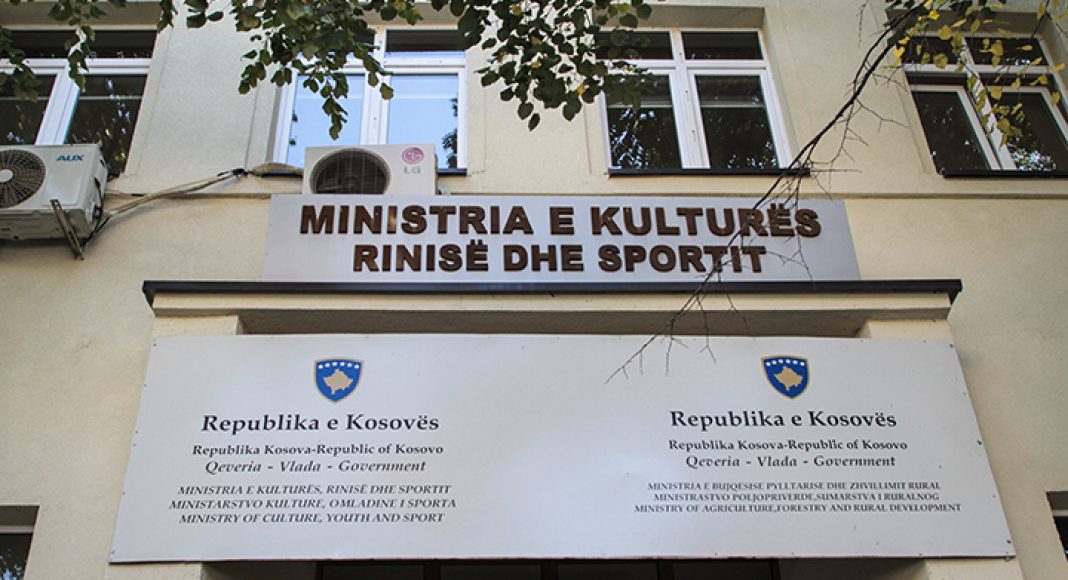 AUX
LG
MINISTRIA E KULTURËS
RINISË DHE SPORTIT
Republika e Kosovës
Republika Kosova-Republic of Kosovo
Qeveria - Vlada - Government
MINISTRIA E KULTURËS, RINISË DHE SPORTIT
MINISTARSTVO KULTURE, OMLADINE I SPORTA
MINISTRY OF CULTURE, YOUTH AND SPORT
Republika e Kosovës
Republika Kosova-Republic of Kosovo
Qeveria - Vlada - Government
MINISTRIA E BUJQESISE PYLLTARISE DHE ZHVILLIMIT RURAL
MINISTRASTVO POLJOPRIVERDE,SUMARSTVA I RURALNOG
MINISTRY OF AGRICULTURE,FORESTRY AND RURAL DEVELOPMENT